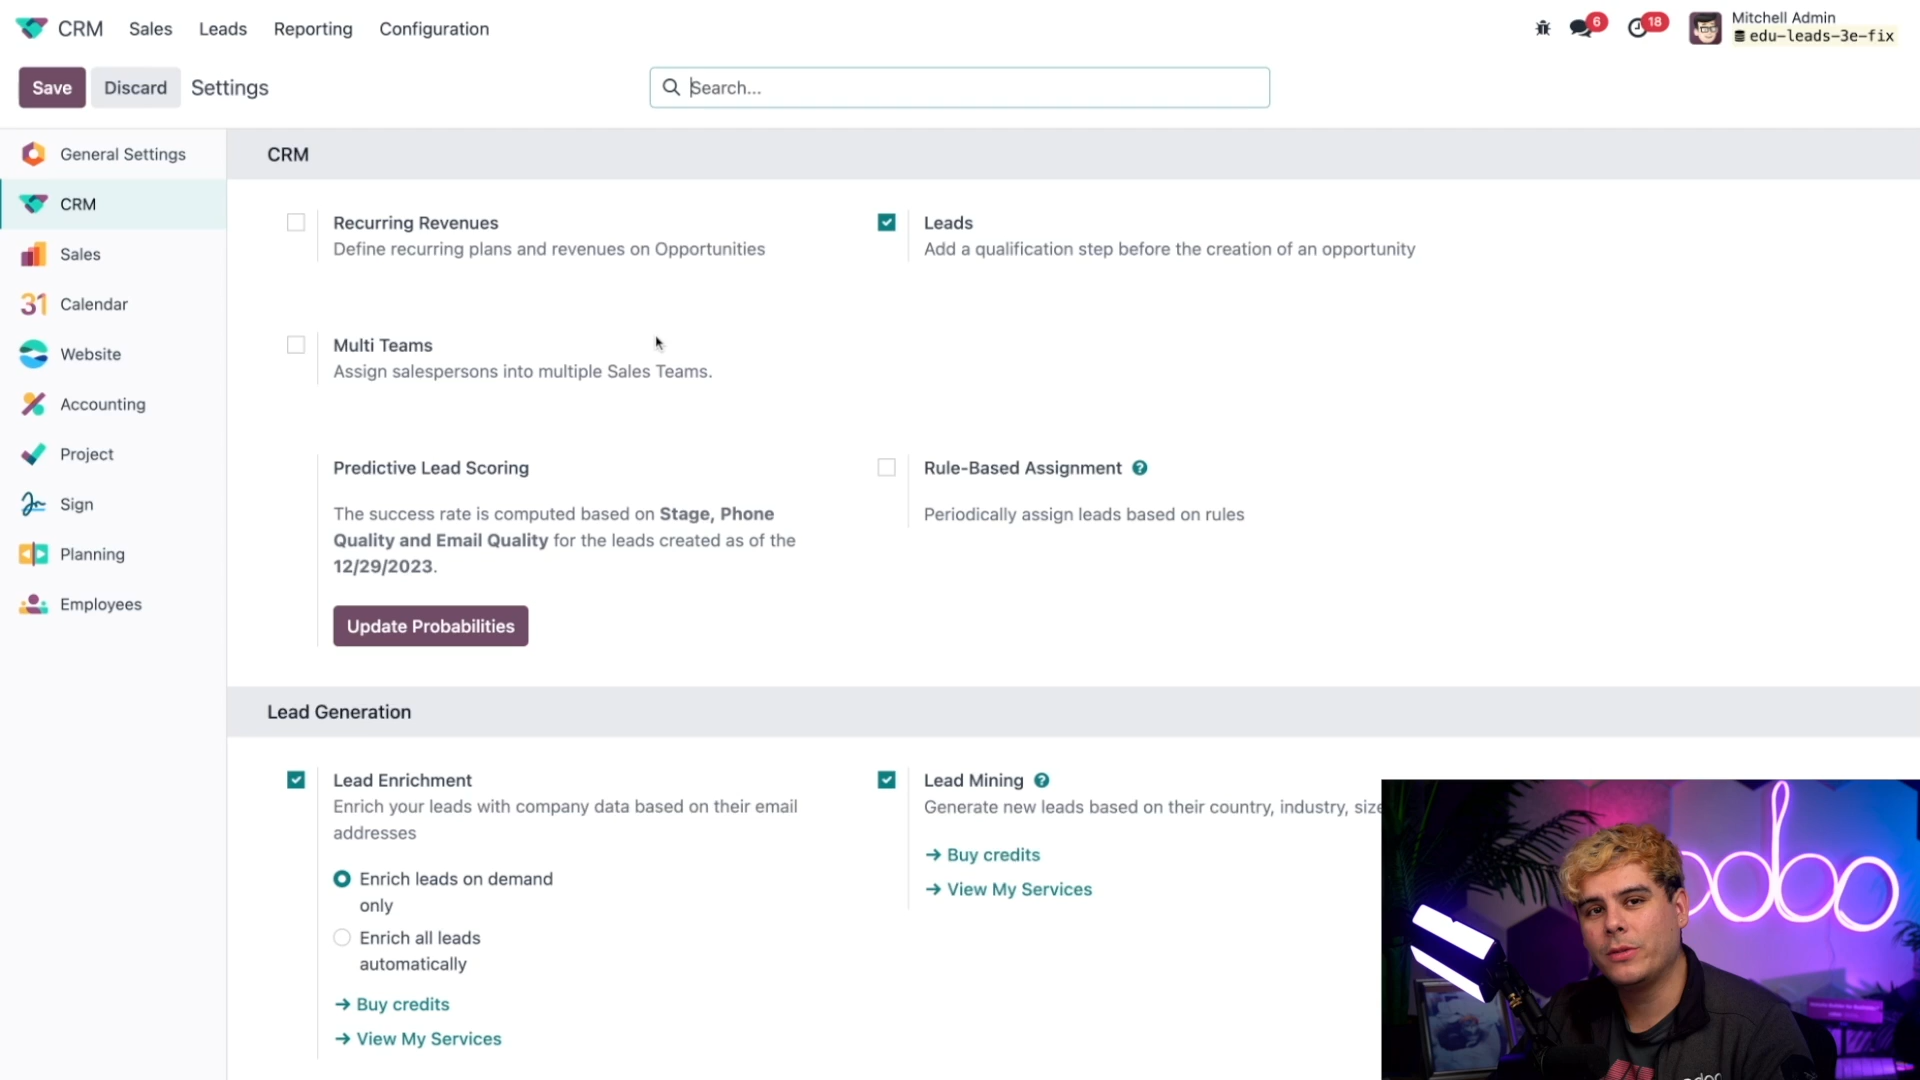 CRM Sales Leads Reporting Configuration
6
18
Mitchell Admin
edu-leads-3e-fix
Save Discard Settings
Search...
General Settings
CRM
Sales
31 Calendar
Website
Accounting
Project
Sign
Planning
Employees
CRM
Recurring Revenues
Define recurring plans and revenues on Opportunities
Leads
Add a qualification step before the creation of an opportunity
Multi Teams
Assign salespersons into multiple Sales Teams.
Predictive Lead Scoring
The success rate is computed based on Stage, Phone
Quality and Email Quality for the leads created as of the
12/29/2023.
Update Probabilities
Rule-Based Assignment ?
Periodically assign leads based on rules
Lead Generation
Lead Enrichment
Enrich your leads with company data based on their email
addresses
Enrich leads on demand
only
Enrich all leads
automatically
→ Buy credits
→ View My Services
Lead Mining ?
Generate new leads based on their country, industry, size
→ Buy credits
→ View My Services
odoo
odoo